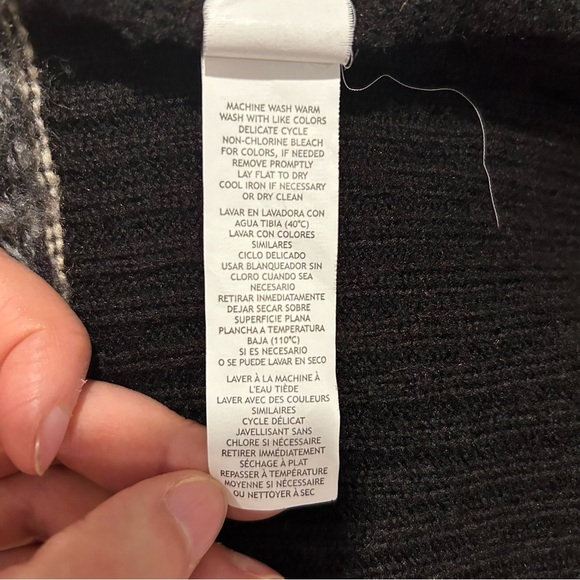 MACHINE WASH WARM
WASH WITH LIKE COLORS
DELICATE CYCLE
NON-CHLORINE BLEACH
FOR COLORS, IF NEEDED
REMOVE PROMPTLY
LAY FLAT TO DRY
COOL IRON IF NECESSARY
OR DRY CLEAN
LAVAR EN LAVADORA CON
AGUA TIBIA (40°C)
LAVAR CON COLORES
SIMILARES
CICLO DELICADO
USAR BLANQUEADOR SIN
CLORO CUANDO SEA
NECESARIO
RETIRAR INMEDIATAMENTE
DEJAR SECAR SOBRE
SUPERFICIE PLANA
PLANCHA A TEMPERATURA
BAJA (110°C)
SI ES NECESARIO
O SE PUEDE LAVAR EN SECO
LAVER À LA MACHINE À
L'EAU TIÈDE
LAVER AVEC DES COULEURS
SIMILAIRES
CYCLE DÉLICAT
JAVELLISANT SANS
CHLORE SI NÉCESSAIRE
RETIRER IMMÉDIATEMENT
SÉCHAGE À PLAT
REPASSER À TEMPÉRATURE
MOYENNE SI NÉCESSAIRE
OU NETTOYER À SEC